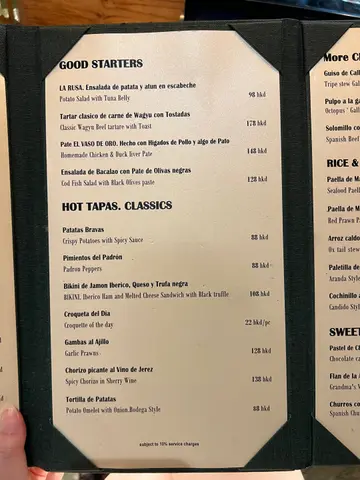 GOOD STARTERS
LA RUSA. Ensalada de patata y atun en escabeche
Potato Salad with Tuna Belly 98 hkd
Tartar clasico de carne de Wagyu con Tostadas
Classic Wagyu Beef tartare with Toast 178 hkd
Pate EL VASO DE ORO. Hecho con Higados de Pollo y algo de Pato
Homemade Chicken & Duck liver Pate 148 hkd
Ensalada de Bacalao con Pate de Olivas negras
Cod Fish Salad with Black Olives paste 128 hkd
HOT TAPAS. CLASSICS
Patatas Bravas
Crispy Potatoes with Spicy Sauce 88 hkd
Pimientos del Padrón
Padron Peppers 88 hkd
Bikini de Jamon Iberico, Queso y Trufa negra
BIKINI, Iberico Ham and Melted Cheese Sandwich with Black truffle 108 hkd
Croqueta del Dia
Croquette of the day 22 hkd/pc
Gambas al Ajillo
Garlic Prawns 128 hkd
Chorizo picante al Vino de Jerez
Spicy Chorizo in Sherry Wine 138 hkd
Tortilla de Patatas
Potato Omelet with Onion,Bodega Style 88 hkd
subject to 10% service charges
More
Guiso de
Tripe stew
Pulpo a la
Octopus
Solomillo
Spanish Beef
RICE &
Paella de
Seafood
Paella de
Red Prawn
Arroz caldo
Ox tail stew
Paletilla de
Aranda Style
Cochinillo
Candido
SWEET
Pastel de
Chocolate
Flan de la
Grandma's
Churros
Spanish